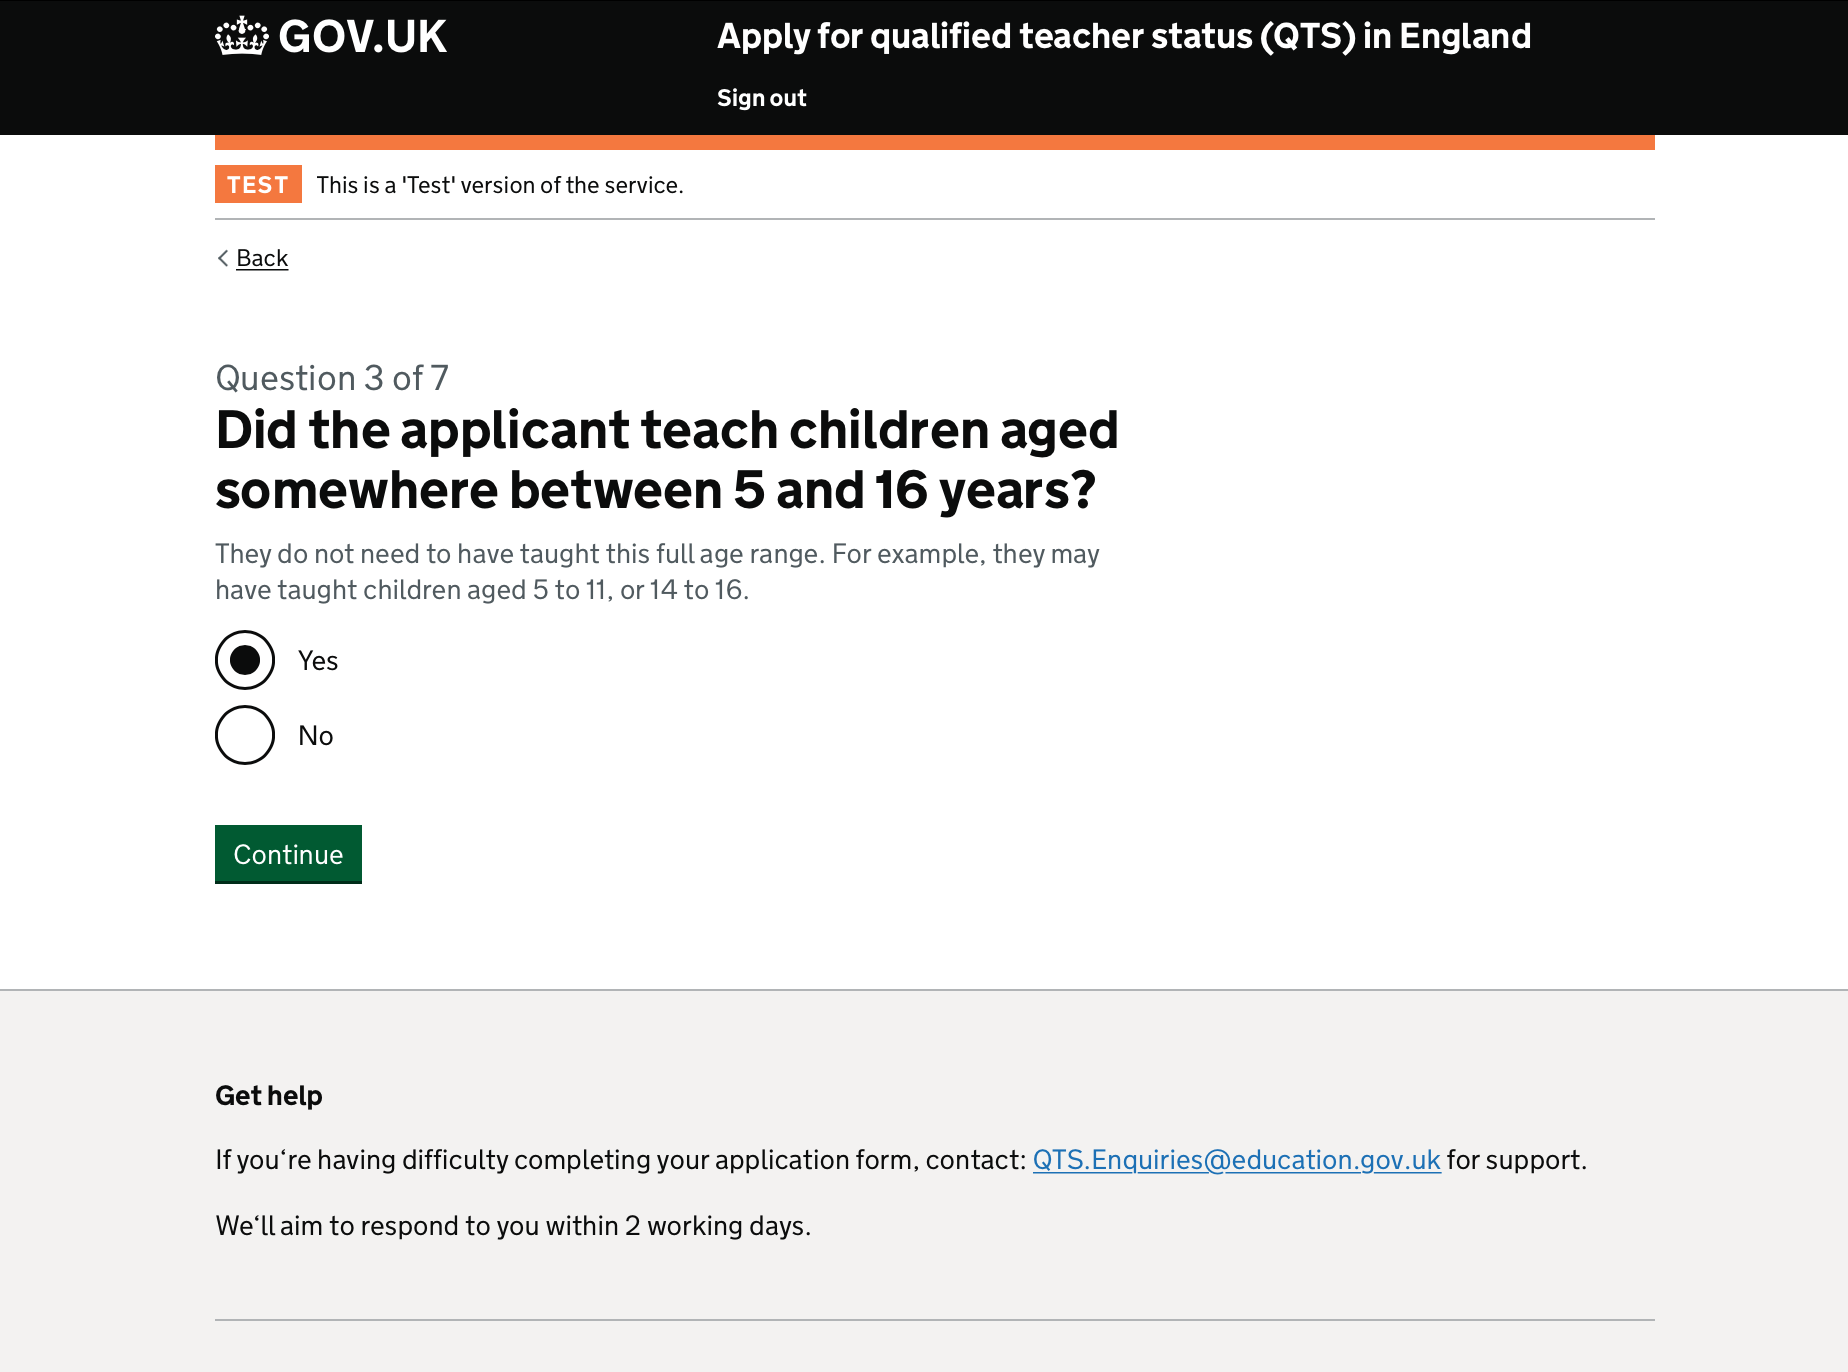 GOV.UK
Apply for qualified teacher status (QTS) in England
Sign out
TEST This is a 'Test' version of the service.
Back
Question 3 of 7
Did the applicant teach children aged
somewhere between 5 and 16 years?
They do not need to have taught this full age range. For example, they may
have taught children aged 5 to 11, or 14 to 16.
Yes
No
Continue
Get help
If you‘re having difficulty completing your application form, contact: QTS.Enquiries@education.gov.uk for support.
We‘ll aim to respond to you within 2 working days.